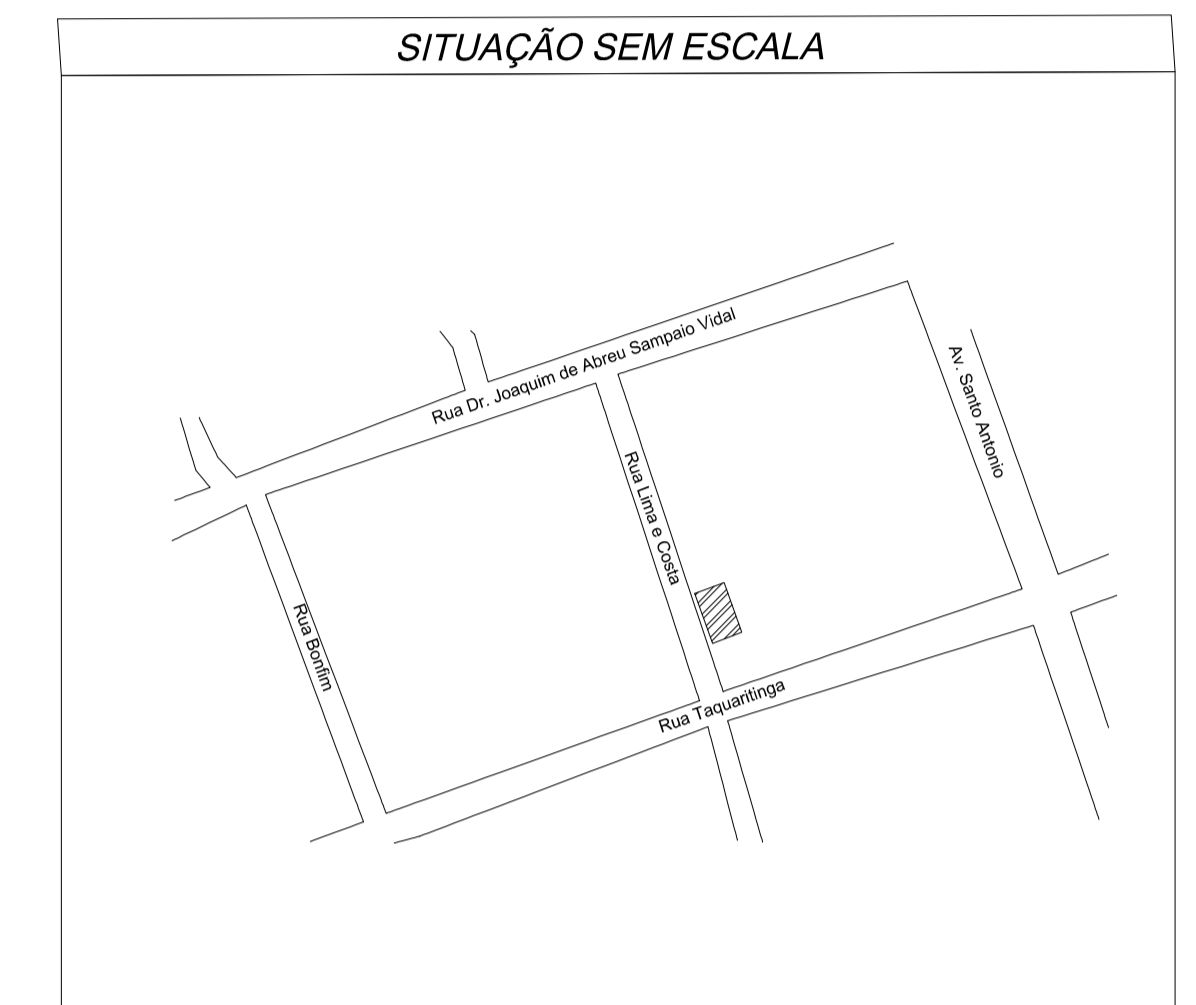 SITUAÇÃO SEM ESCALA
Rua Dr. Joaquim de Abreu Sampaio Vidal
Av. Santo Antonio
Rua Lima e Costa
Rua Bonfim
Rua Taquaritinga